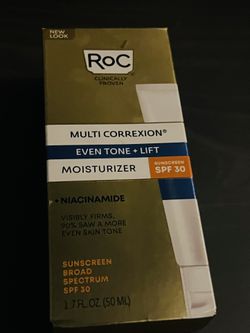 NEW
LOOK
RoC
CLINICALLY
PROVEN
MULTI CORREXION®
EVEN TONE + LIFT
MOISTURIZER
SUNSCREEN
SPF 30
+ NIACINAMIDE
VISIBLY FIRMS,
90% SAW A MORE
EVEN SKIN TONE
SUNSCREEN
BROAD
SPECTRUM
SPF 30
1.7 FL. OZ. (50 ML)